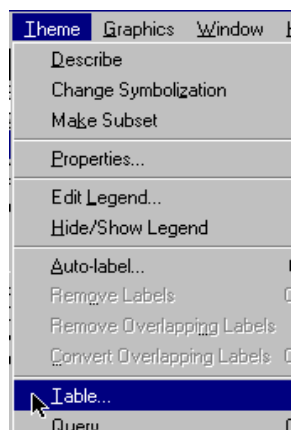 Theme Graphics Window
Describe
Change Symbolization
Make Subset
Properties...
Edit Legend...
Hide/Show Legend
Auto-label...
Remove Labels
Remove Overlapping Labels
Convert Overlapping Labels
Table...
Query